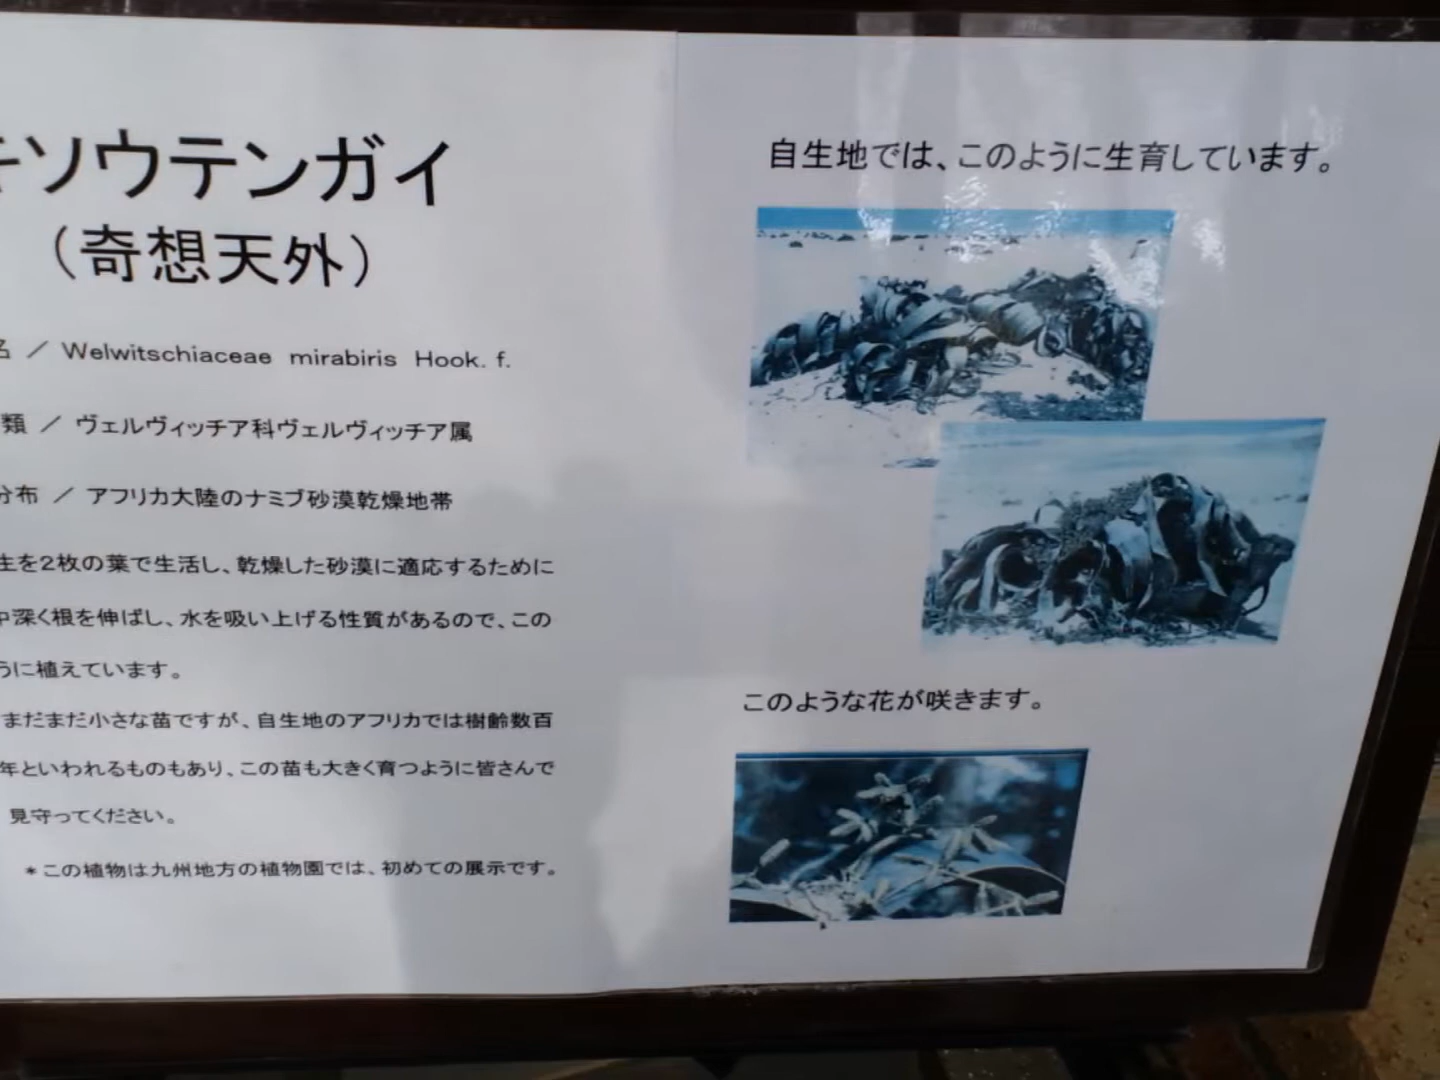 キソウテンガイ
（奇想天外）
名 ／ Welwitschiaceae mirabiris Hook. f.
類 ／ ヴェルヴィッチア科ヴェルヴィッチア属
分布 ／ アフリカ大陸のナミブ砂漠乾燥地帯
生を2枚の葉で生活し、乾燥した砂漠に適応するために
中深く根を伸ばし、水を吸い上げる性質があるので、この
うに植えています。
まだまだ小さな苗ですが、自生地のアフリカでは樹齢数百
年といわれるものもあり、この苗も大きく育つように皆さんで
見守ってください。
＊この植物は九州地方の植物園では、初めての展示です。
自生地では、このように生育しています。
このような花が咲きます。